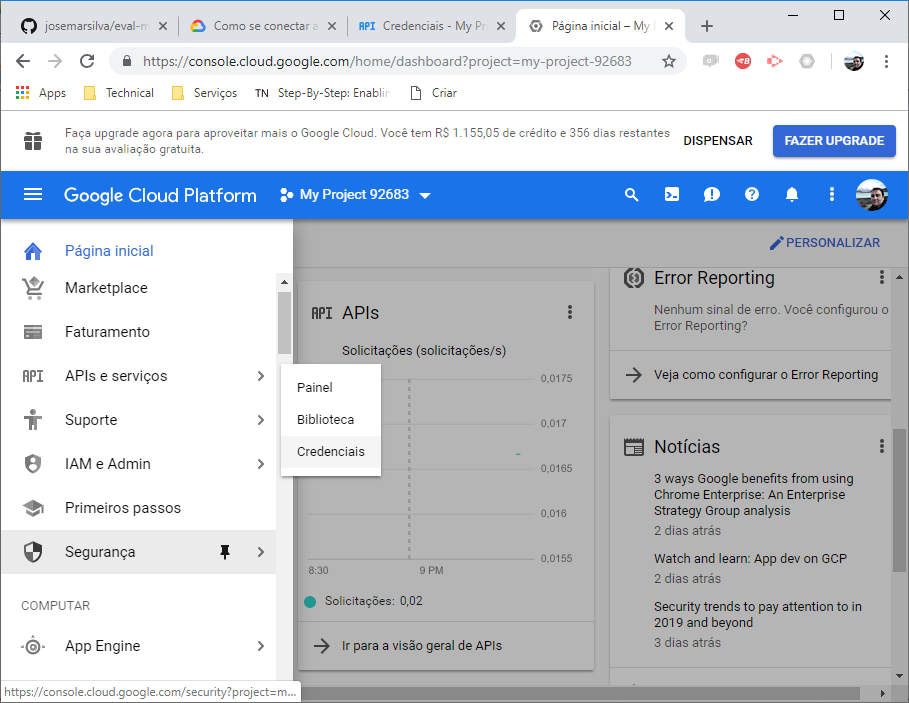 josemarsilva/eval-m
Como se conectar a
API Credenciais - My Pr
Página inicial – My
https://console.cloud.google.com/home/dashboard?project=my-project-92683
Apps
Technical
Serviços
TN Step-By-Step: Enablin
Criar
Faça upgrade agora para aproveitar mais o Google Cloud. Você tem R$ 1.155,05 de crédito e 356 dias restantes
na sua avaliação gratuita.
DISPENSAR
FAZER UPGRADE
Google Cloud Platform
My Project 92683
PERSONALIZAR
Página inicial
Marketplace
Faturamento
API APIs e serviços
Suporte
IAM e Admin
Primeiros passos
Segurança
COMPUTAR
App Engine
https://console.cloud.google.com/security?project=m...
Painel
Biblioteca
Credenciais
API APIs
Solicitações (solicitações/s)
0,0175
0,017
0,0165
0,016
0,0155
8:30
9 PM
Solicitações: 0,02
Ir para a visão geral de APIs
Error Reporting
Nenhum sinal de erro. Você configurou o
Error Reporting?
Veja como configurar o Error Reporting
Notícias
3 ways Google benefits from using
Chrome Enterprise: An Enterprise
Strategy Group analysis
2 dias atrás
Watch and learn: App dev on GCP
2 dias atrás
Security trends to pay attention to in
2019 and beyond
3 dias atrás